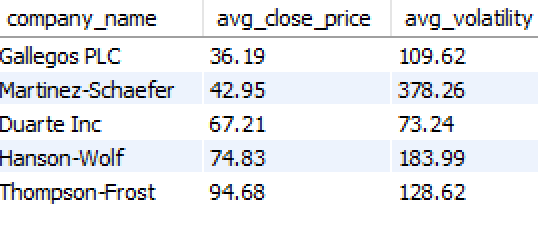 company_name avg_close_price avg_volatility
Gallegos PLC 36.19 109.62
Martinez-Schaefer 42.95 378.26
Duarte Inc 67.21 73.24
Hanson-Wolf 74.83 183.99
Thompson-Frost 94.68 128.62